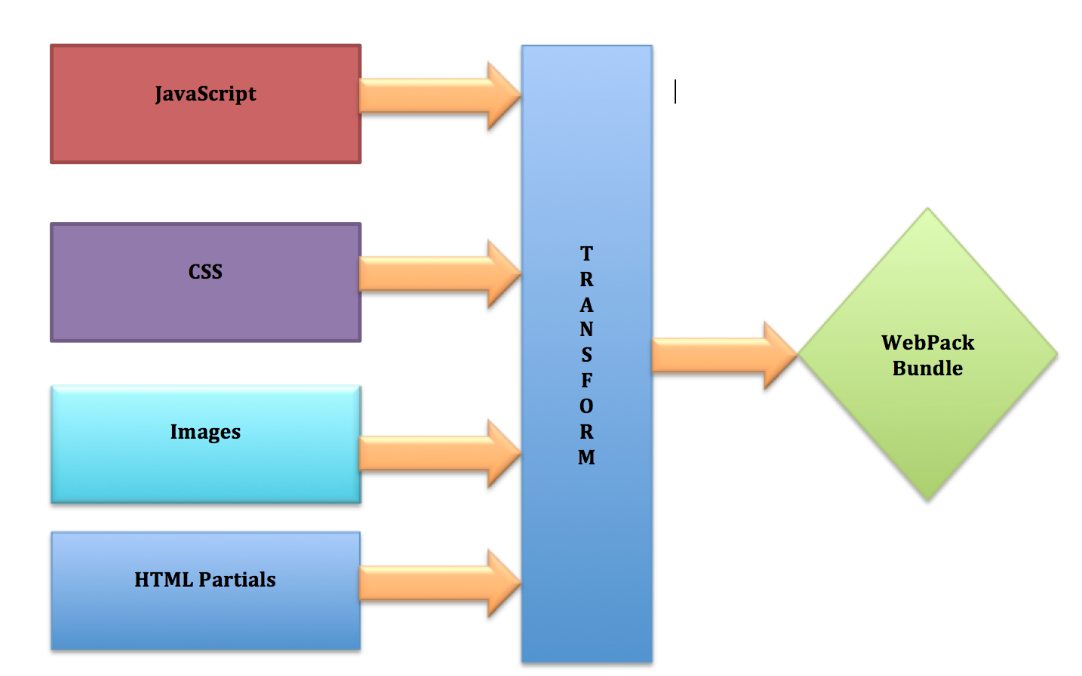 JavaScript
CSS
Images
HTML Partials
T
R
A
N
S
F
O
R
M
WebPack
Bundle